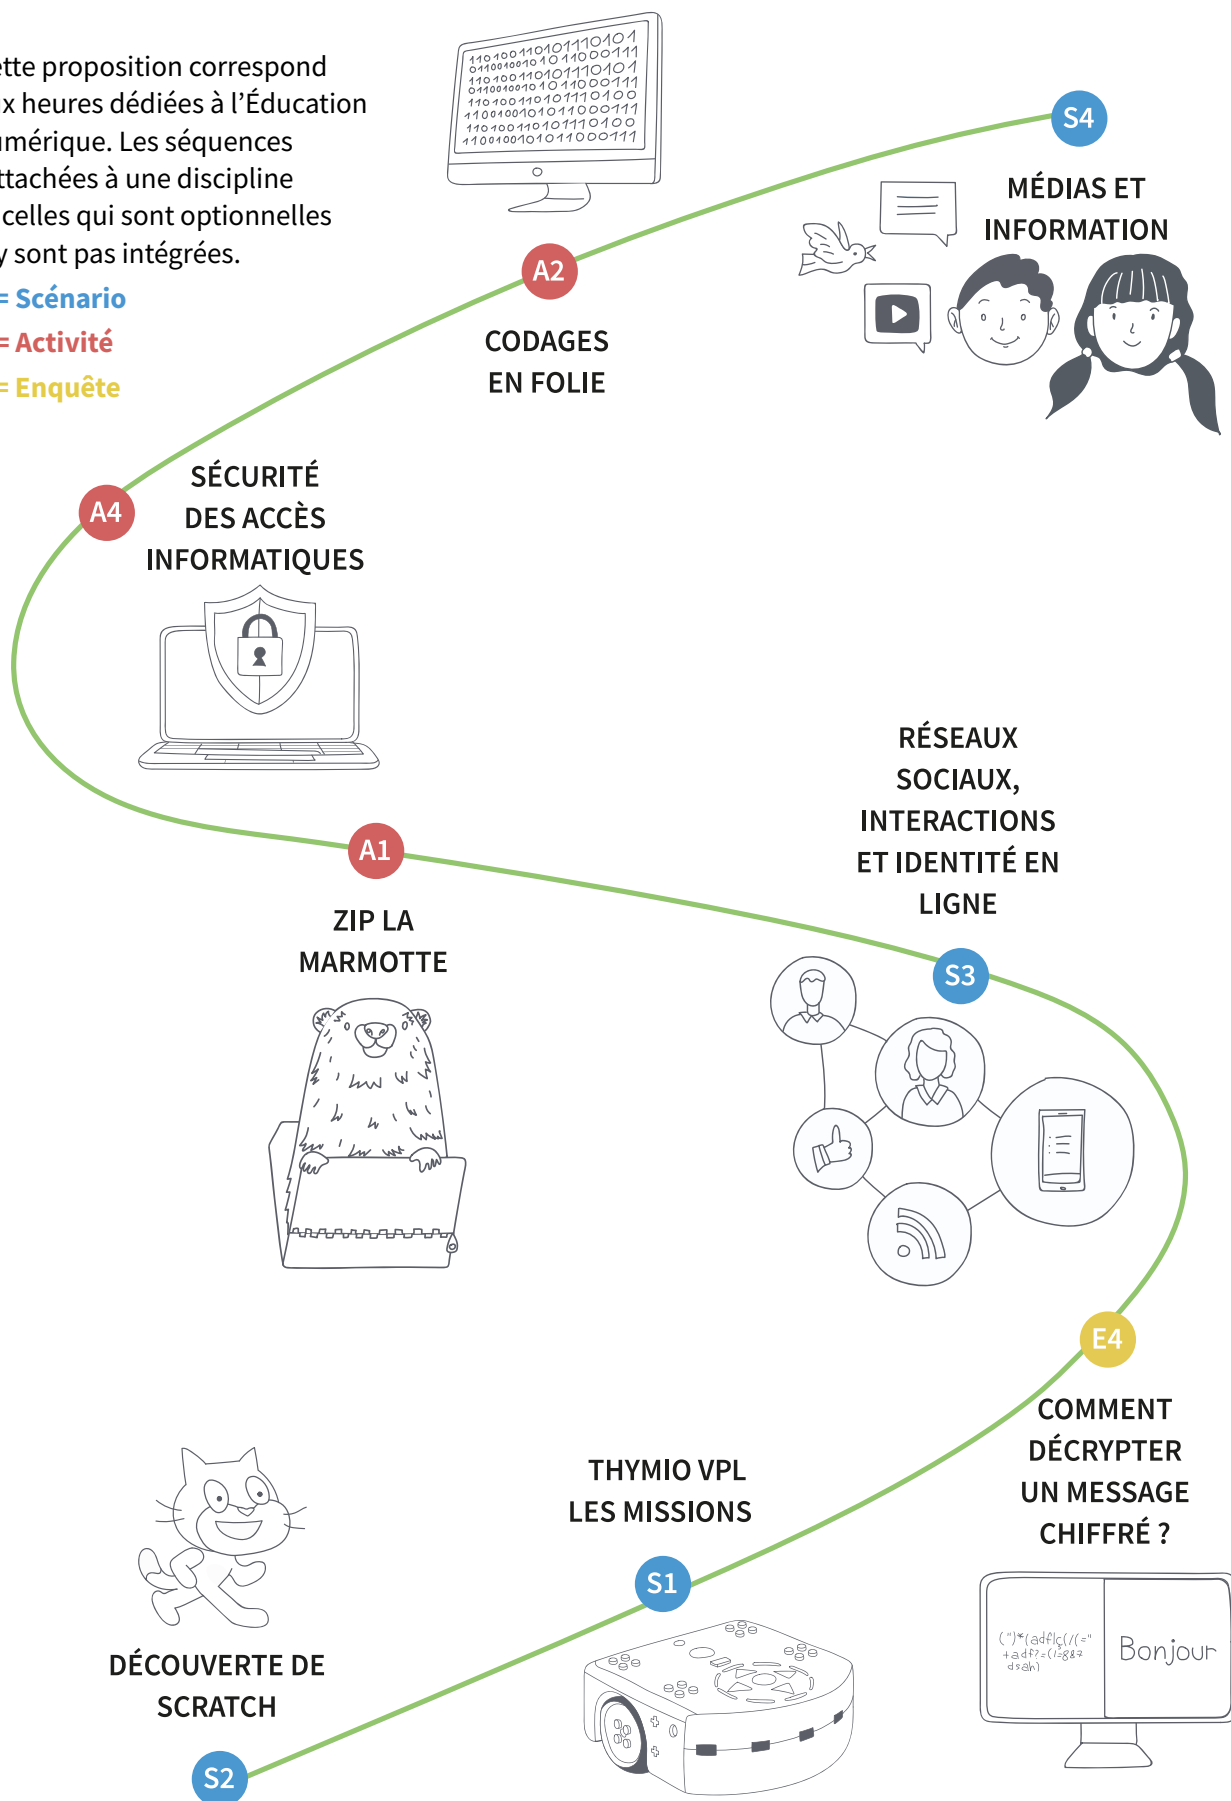 ette proposition correspond
ux heures dédiées à l’Éducation
umérique. Les séquences
ttachées à une discipline
celles qui sont optionnelles
y sont pas intégrées.
= Scénario
= Activité
= Enquête
110100110101110101
S4
MÉDIAS ET
INFORMATION
A2
CODAGES
EN FOLIE
A4
SÉCURITÉ
DES ACCÈS
INFORMATIQUES
A1
ZIP LA
MARMOTTE
RÉSEAUX
SOCIAUX,
INTERACTIONS
ET IDENTITÉ EN
LIGNE
S3
E4
COMMENT
DÉCRYPTER
UN MESSAGE
CHIFFRÉ ?
Bonjour
THYMIO VPL
LES MISSIONS
S1
DÉCOUVERTE DE
SCRATCH
S2